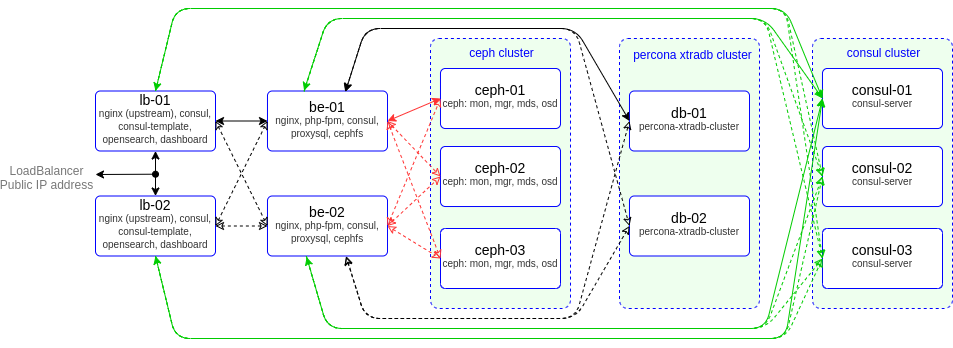 ceph cluster
percona xtradb cluster
consul cluster
lb-01
nginx (upstream), consul,
consul-template,
opensearch, dashboard
be-01
nginx, php-fpm, consul,
proxysql, cephfs
ceph-01
ceph: mon, mgr, mds, osd
db-01
percona-xtradb-cluster
consul-01
consul-server
LoadBalancer
Public IP address
ceph-02
ceph: mon, mgr, mds, osd
consul-02
consul-server
lb-02
nginx (upstream), consul,
consul-template,
opensearch, dashboard
be-02
nginx, php-fpm, consul,
proxysql, cephfs
db-02
percona-xtradb-cluster
ceph-03
ceph: mon, mgr, mds, osd
consul-03
consul-server